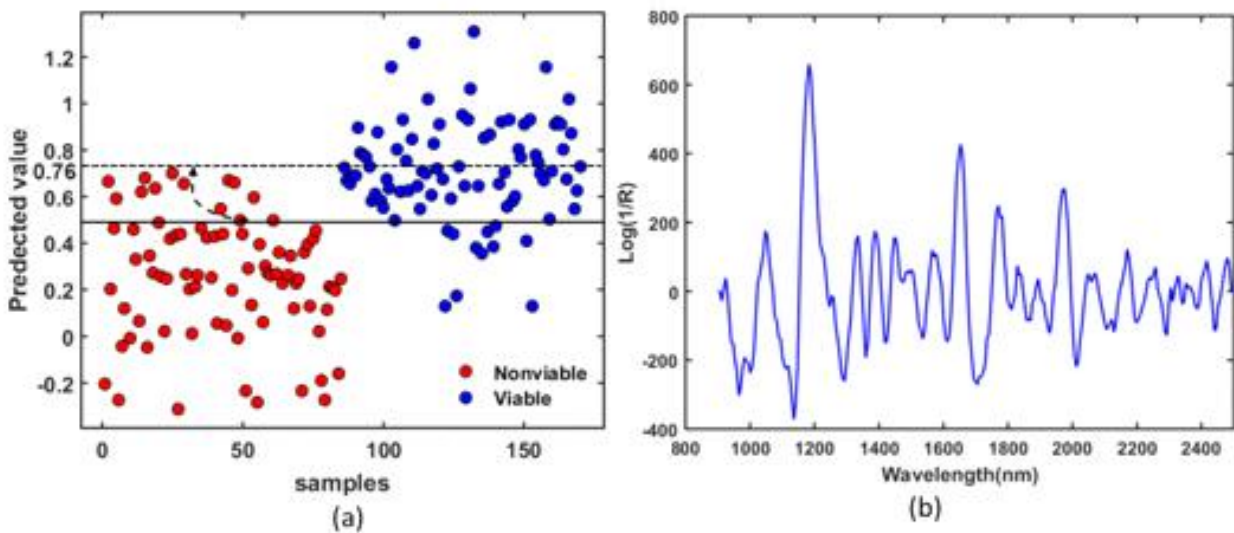 Predected value
1.2
1
0.8
0.76
0.6
0.4
0.2
0
-0.2
Nonviable
Viable
0 50 100 150
samples
(a)
Log(1/R)
800
600
400
200
0
-200
-400
800 1000 1200 1400 1600 1800 2000 2200 2400
Wavelength(nm)
(b)